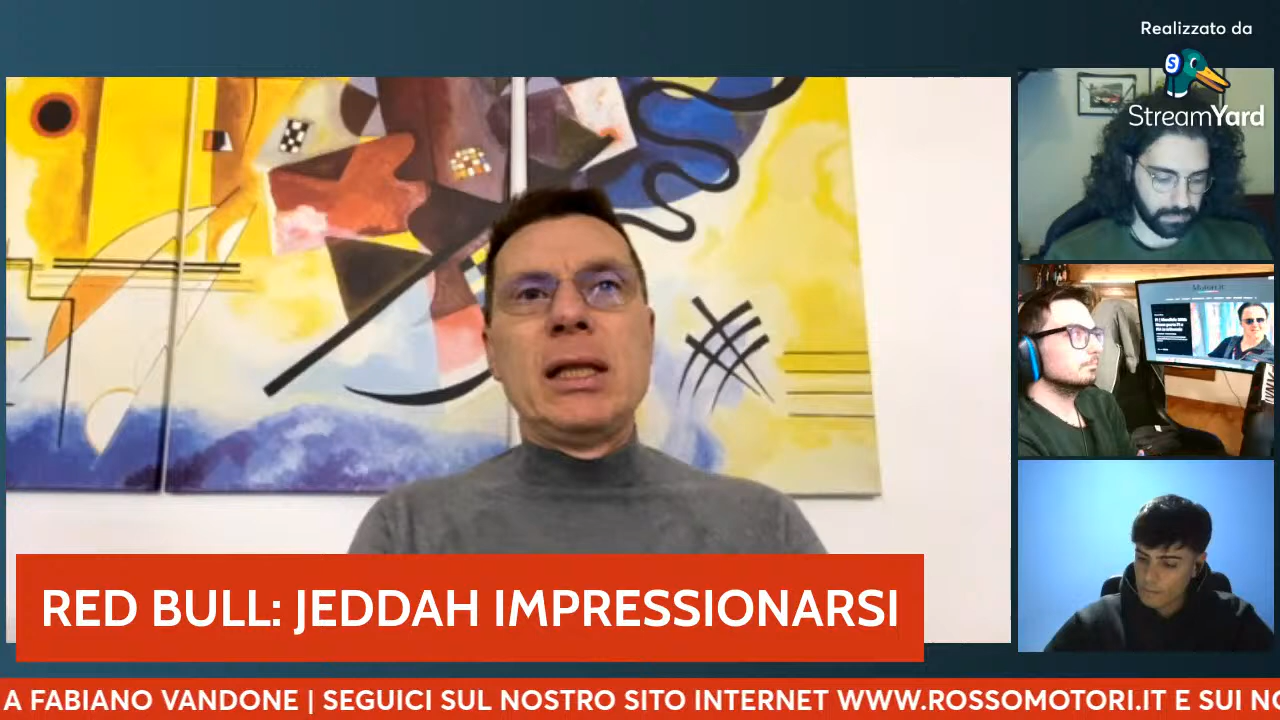 Realizzato da
StreamYard
RED BULL: JEDDAH IMPRESSIONARSI
A FABIANO VANDONE | SEGUICI SUL NOSTRO SITO INTERNET WWW.ROSSOMOTORI.IT E SUI NO